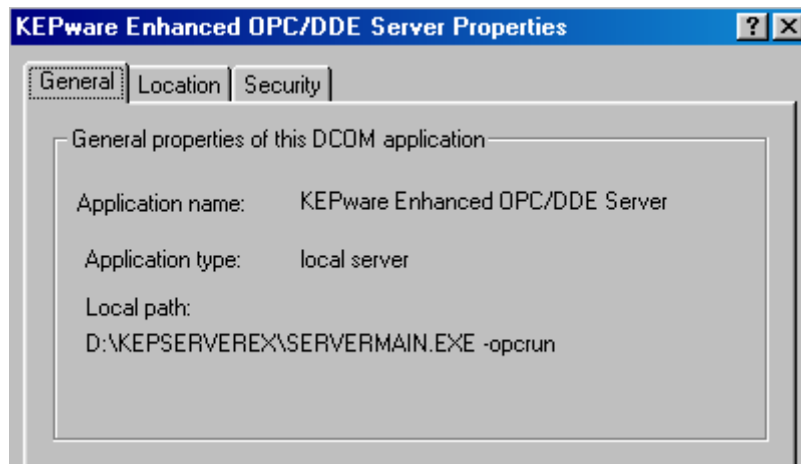 KEPware Enhanced OPC/DDE Server Properties
General Location Security
General properties of this DCOM application
Application name: KEPware Enhanced OPC/DDE Server
Application type: local server
Local path:
D:\KEPSERVEREX\SERVERMAIN.EXE -opcrun